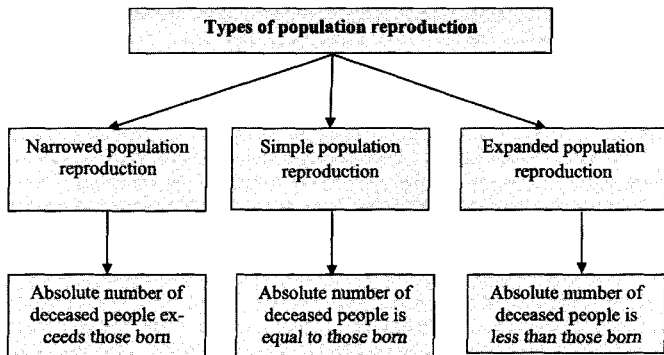 Types of population reproduction
Narrowed population
reproduction
Simple population
reproduction
Expanded population
reproduction
Absolute number of
deceased people ex-
ceeds those born
Absolute number of
deceased people is
equal to those born
Absolute number of
deceased people is
less than those born